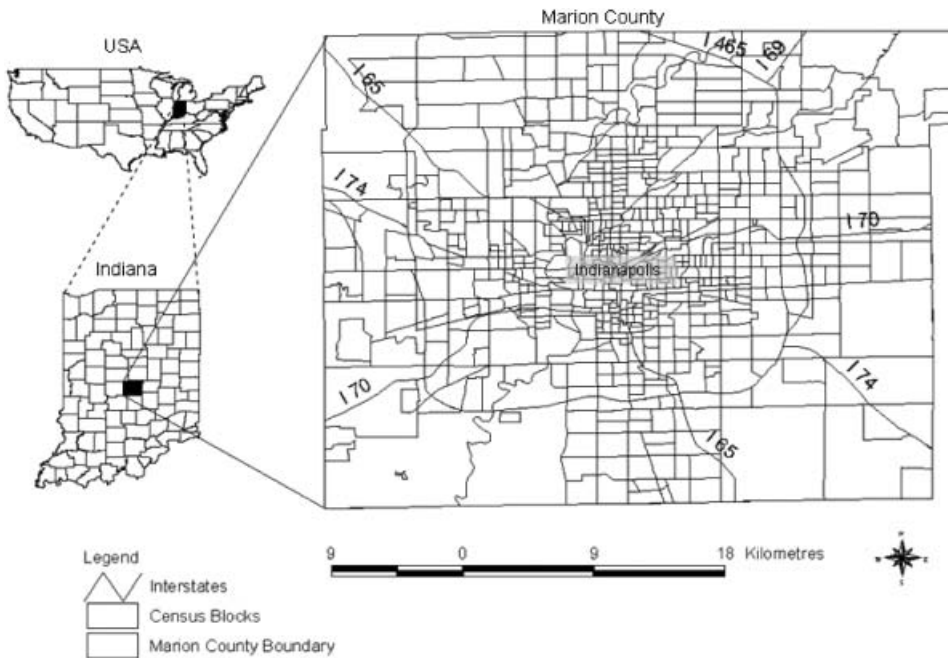 Marion County
USA
I 465
I 69
I 65
I 74
I 70
Indiana
Indianapolis
I 70
I 74
I 65
9 0 9 18 Kilometres
N
W E
S
Legend
Interstates
Census Blocks
Marion County Boundary